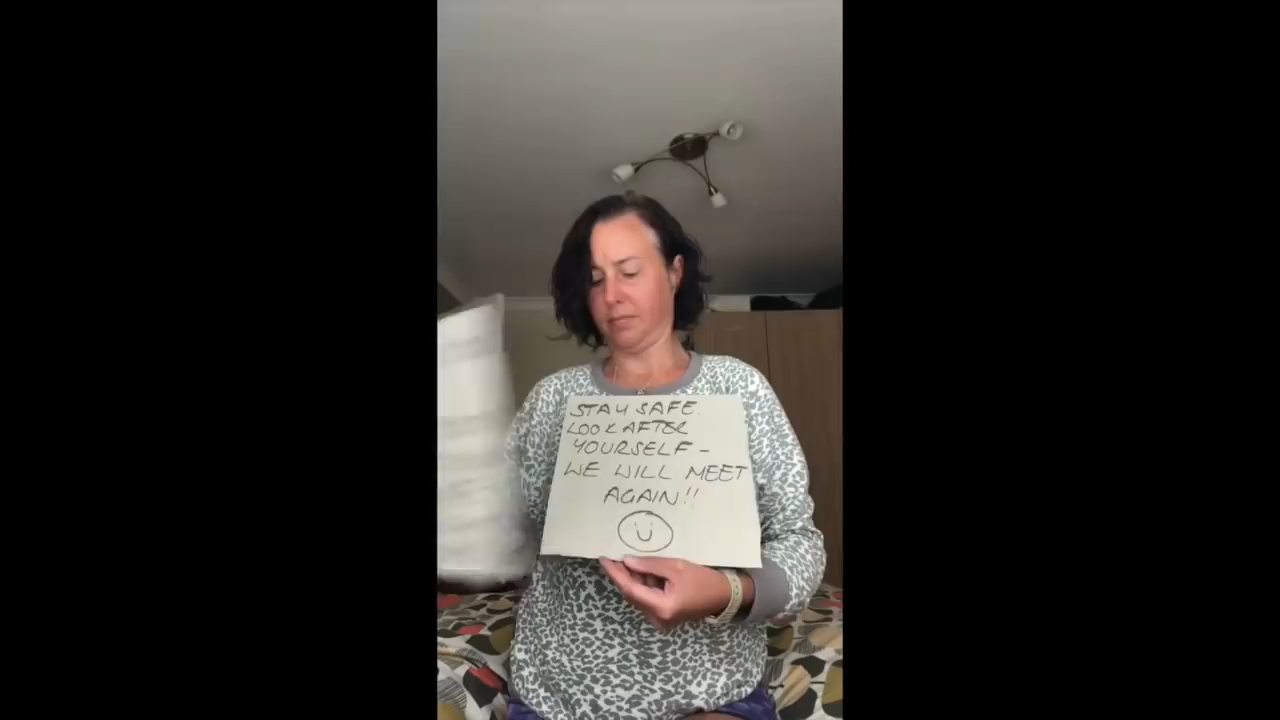 STAY SAFE.
LOOK AFTER
YOURSELF -
WE WILL MEET
AGAIN!!